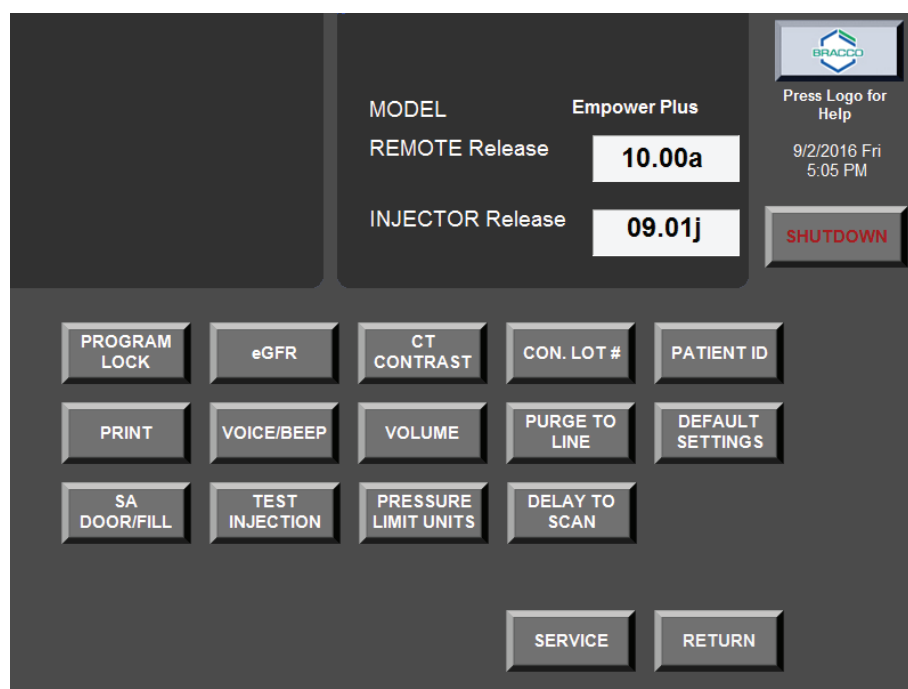 BRACCO
Press Logo for
Help
MODEL Empower Plus
REMOTE Release 10.00a
9/2/2016 Fri
5:05 PM
INJECTOR Release 09.01j
SHUTDOWN
PROGRAM
LOCK
eGFR
CT
CONTRAST
CON. LOT #
PATIENT ID
PRINT
VOICE/BEEP
VOLUME
PURGE TO
LINE
DEFAULT
SETTINGS
SA
DOOR/FILL
TEST
INJECTION
PRESSURE
LIMIT UNITS
DELAY TO
SCAN
SERVICE
RETURN